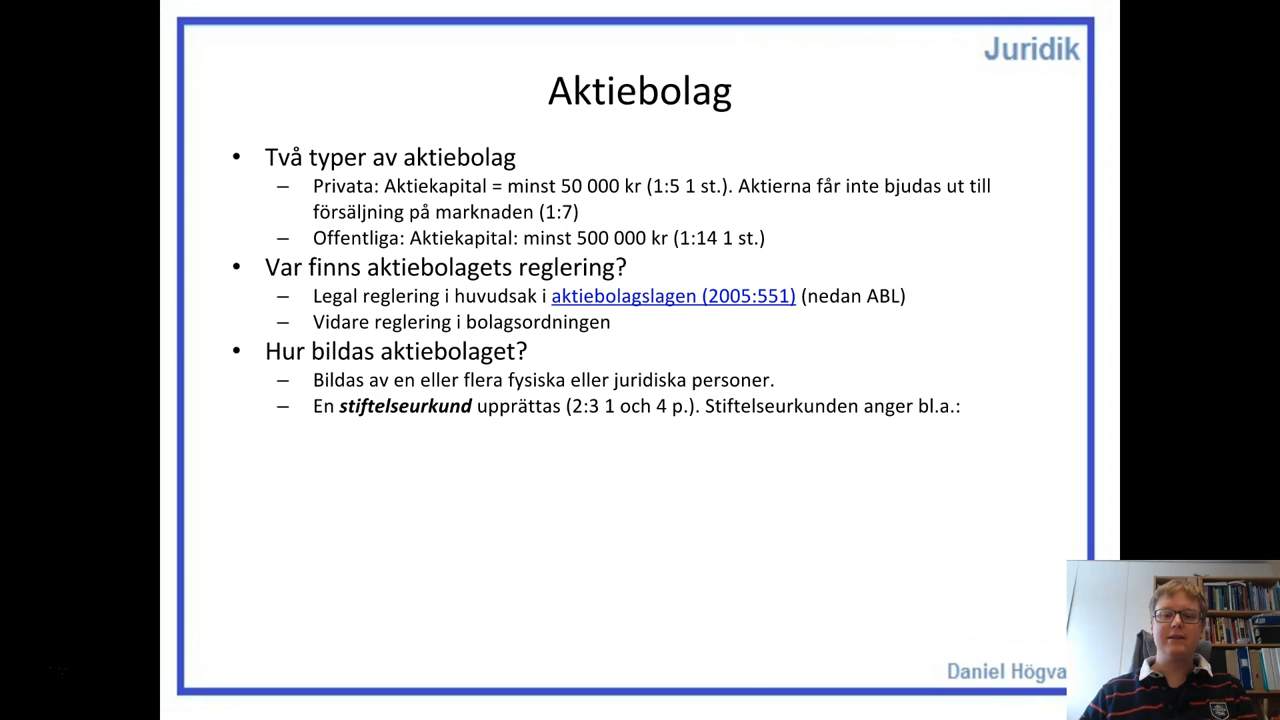 Juridik
Aktiebolag
• Två typer av aktiebolag
– Privata: Aktiekapital = minst 50 000 kr (1:5 1 st.). Aktierna får inte bjudas ut till
försäljning på marknaden (1:7)
– Offentliga: Aktiekapital: minst 500 000 kr (1:14 1 st.)
• Var finns aktiebolagets reglering?
– Legal reglering i huvudsak i aktiebolagslagen (2005:551) (nedan ABL)
– Vidare reglering i bolagsordningen
• Hur bildas aktiebolaget?
– Bildas av en eller flera fysiska eller juridiska personer.
– En stiftelseurkund upprättas (2:3 1 och 4 p.). Stiftelseurkunden anger bl.a.:
Daniel Högva